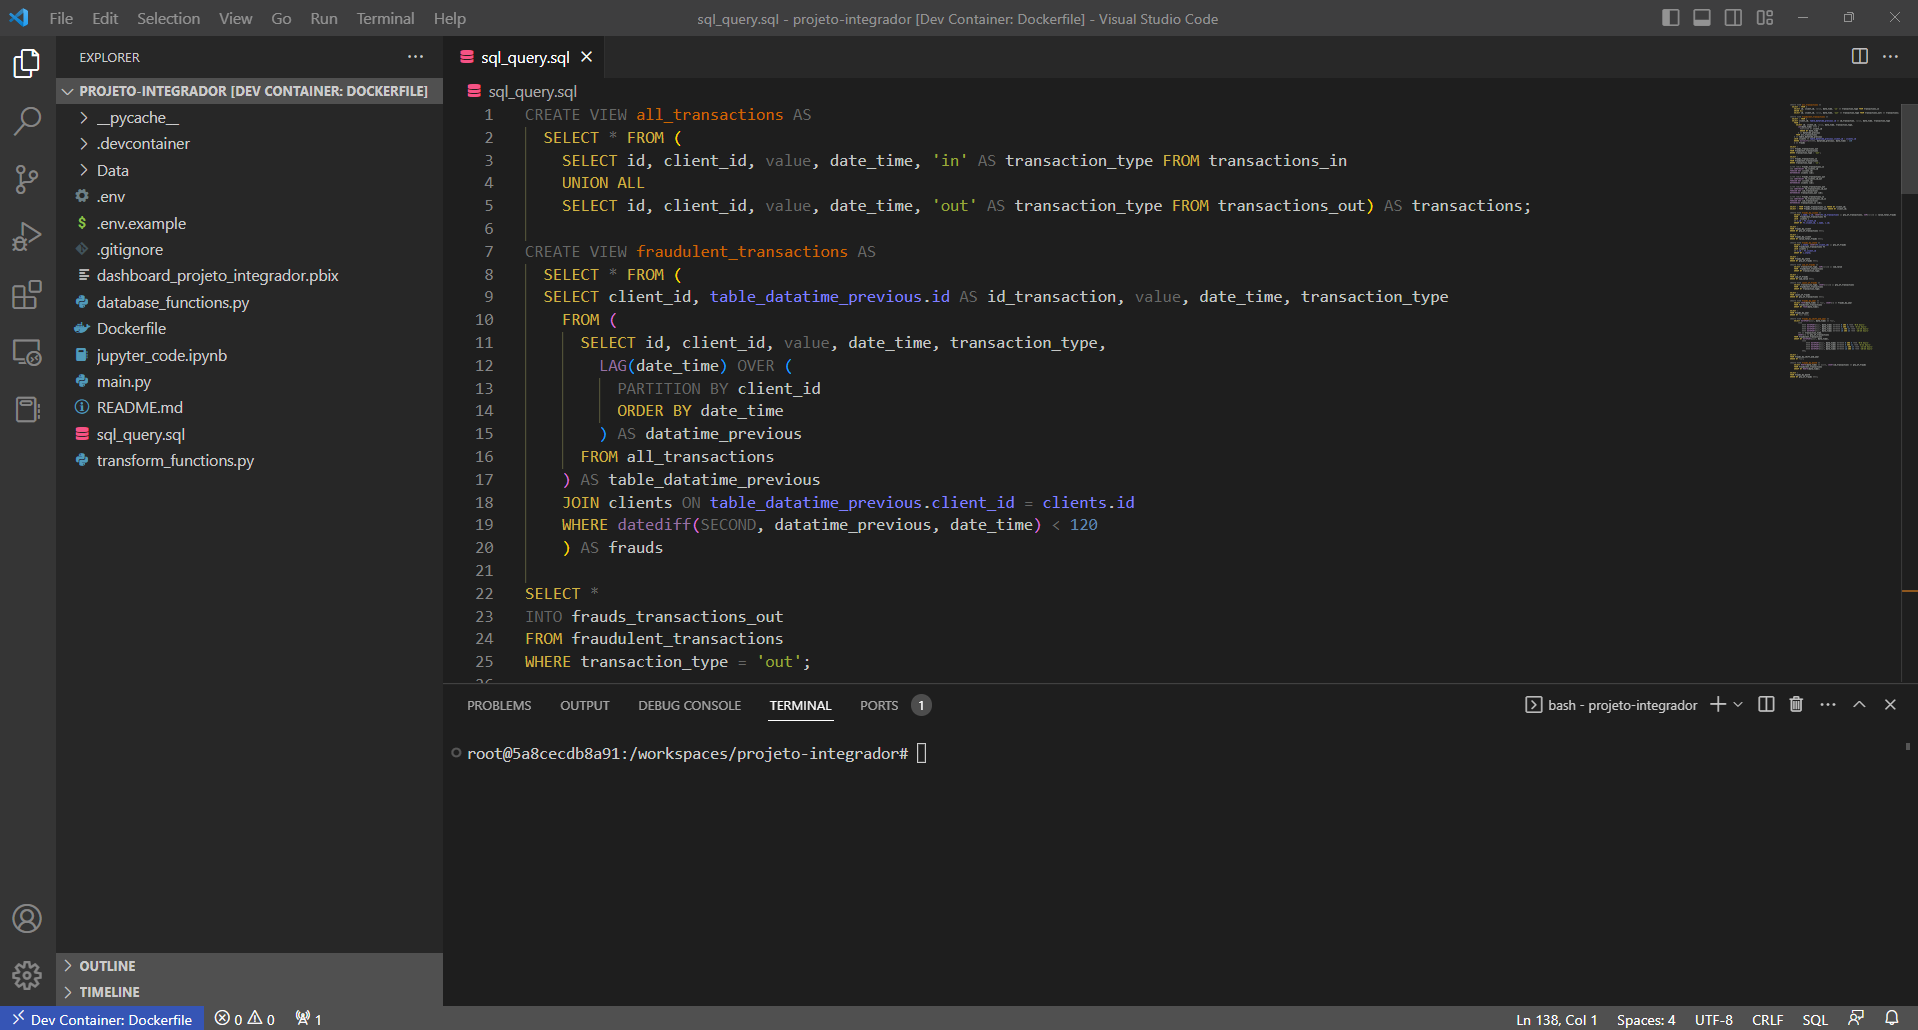 File Edit Selection View Go Run Terminal Help
sql_query.sql - projeto-integrador [Dev Container: Dockerfile] - Visual Studio Code
EXPLORER
PROJETO-INTEGRADOR [DEV CONTAINER: DOCKERFILE]
__pycache__
.devcontainer
Data
.env
.env.example
.gitignore
dashboard_projeto_integrador.pbix
database_functions.py
Dockerfile
jupyter_code.ipynb
main.py
README.md
sql_query.sql
transform_functions.py
OUTLINE
TIMELINE
sql_query.sql
sql_query.sql
1 CREATE VIEW all_transactions AS
2 SELECT * FROM (
3 SELECT id, client_id, value, date_time, 'in' AS transaction_type FROM transactions_in
4 UNION ALL
5 SELECT id, client_id, value, date_time, 'out' AS transaction_type FROM transactions_out) AS transactions;
6
7 CREATE VIEW fraudulent_transactions AS
8 SELECT * FROM (
9 SELECT client_id, table_datatime_previous.id AS id_transaction, value, date_time, transaction_type
10 FROM (
11 SELECT id, client_id, value, date_time, transaction_type,
12 LAG(date_time) OVER (
13 PARTITION BY client_id
14 ORDER BY date_time
15 ) AS datatime_previous
16 FROM all_transactions
17 ) AS table_datatime_previous
18 JOIN clients ON table_datatime_previous.client_id = clients.id
19 WHERE datediff(SECOND, datatime_previous, date_time) < 120
20 ) AS frauds
21
22 SELECT *
23 INTO frauds_transactions_out
24 FROM fraudulent_transactions
25 WHERE transaction_type = 'out';
PROBLEMS OUTPUT DEBUG CONSOLE TERMINAL PORTS 1
bash - projeto-integrador
root@5a8cecdb8a91:/workspaces/projeto-integrador#
Dev Container: Dockerfile 0 0 1
Ln 138, Col 1 Spaces: 4 UTF-8 CRLF SQL